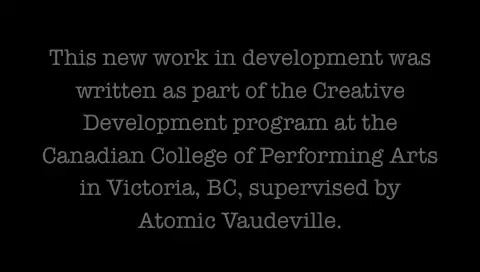 This new work in development was
written as part of the Creative
Development program at the
Canadian College of Performing Arts
in Victoria, BC, supervised by
Atomic Vaudeville.